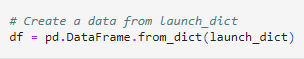 # Create a data from launch_dict
df = pd.DataFrame.from_dict(launch_dict)